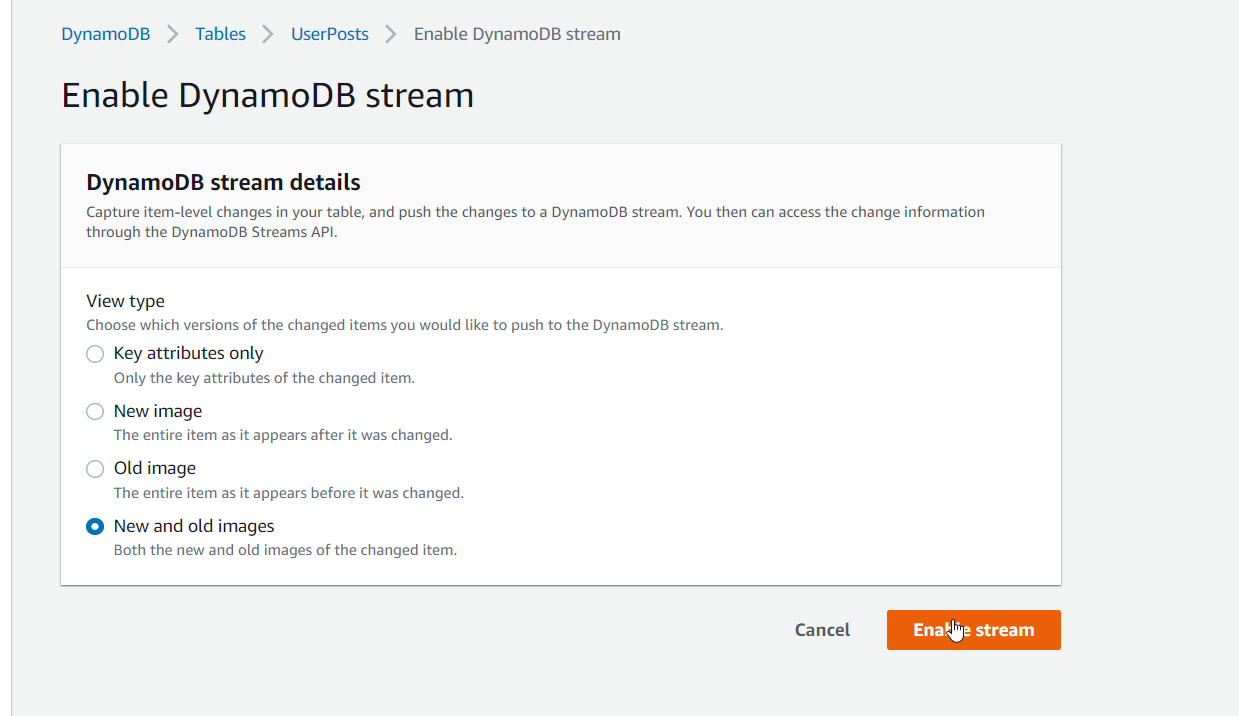 DynamoDB > Tables > UserPosts > Enable DynamoDB stream
Enable DynamoDB stream
DynamoDB stream details
Capture item-level changes in your table, and push the changes to a DynamoDB stream. You then can access the change information
through the DynamoDB Streams API.
View type
Choose which versions of the changed items you would like to push to the DynamoDB stream.
Key attributes only
Only the key attributes of the changed item.
New image
The entire item as it appears after it was changed.
Old image
The entire item as it appears before it was changed.
New and old images
Both the new and old images of the changed item.
Cancel
Enable stream